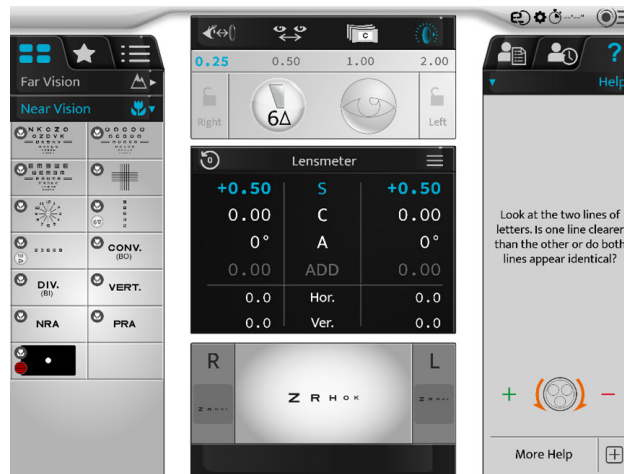 0.25 0.50 1.00 2.00
Right 6Δ Left
Far Vision
Near Vision
N K C Z O
O Z D V K
CONV.
(BO)
DIV.
(BI)
VERT.
NRA
PRA
0 Lensmeter
+0.50 S +0.50
0.00 C 0.00
0° A 0°
0.00 ADD 0.00
0.0 Hor. 0.0
0.0 Ver. 0.0
R L
Z R H O K
?
Help
Look at the two lines of
letters. Is one line clearer
than the other or do both
lines appear identical?
+ −
More Help